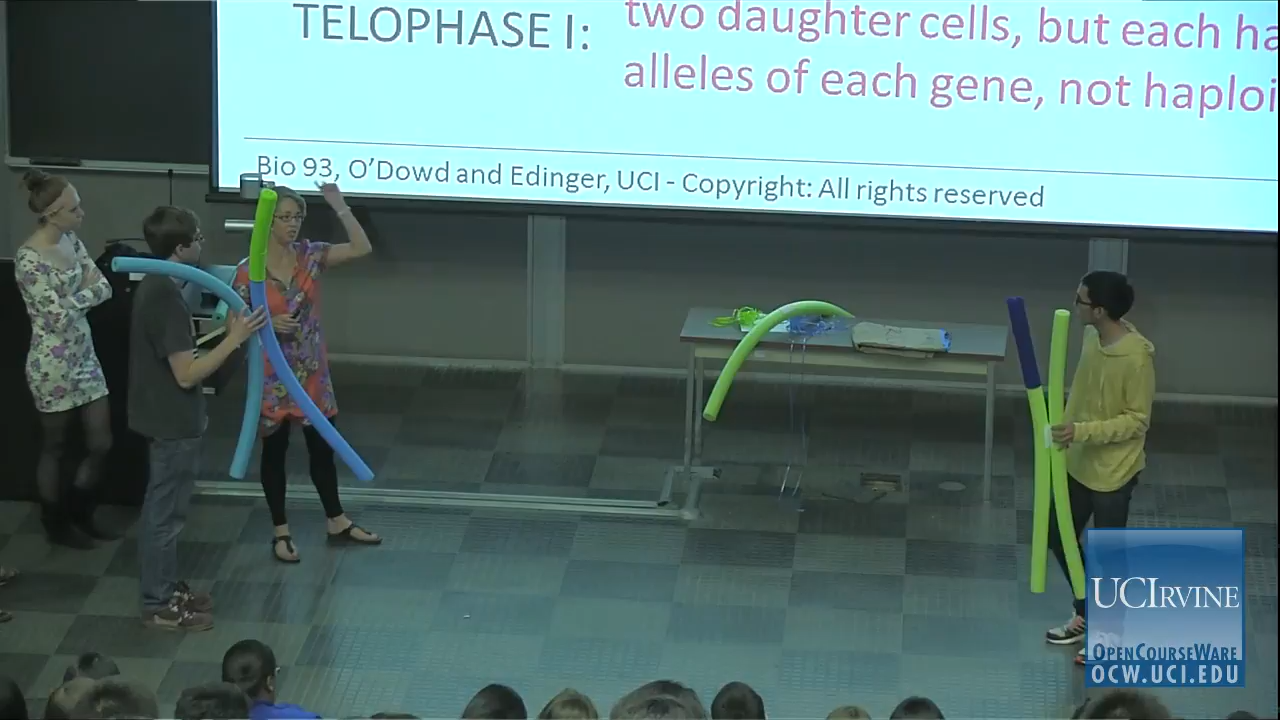 TELOPHASE I:
two daughter cells, but each ha
alleles of each gene, not haploi
Bio 93, O'Dowd and Edinger, UCI - Copyright: All rights reserved
UCIRVINE
OPENCOURSEWARE
OCW.UCI.EDU